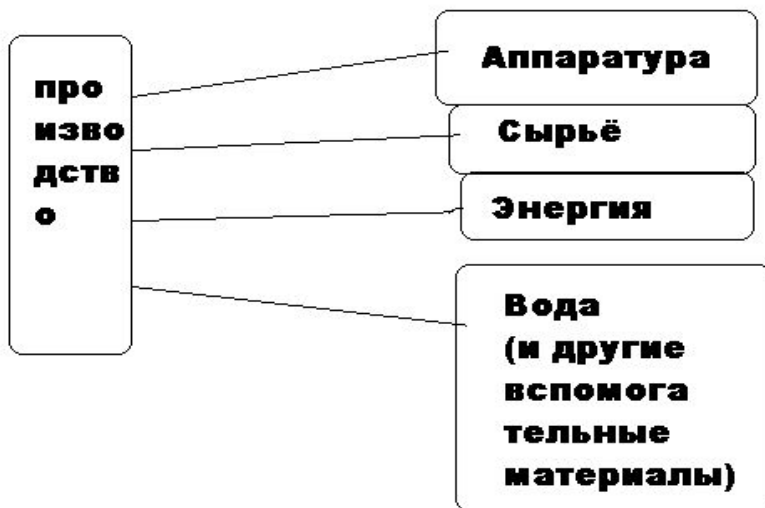 про
изво
дств
о
Аппаратура
Сырьё
Энергия
Вода
(и другие
вспомога
тельные
материалы)